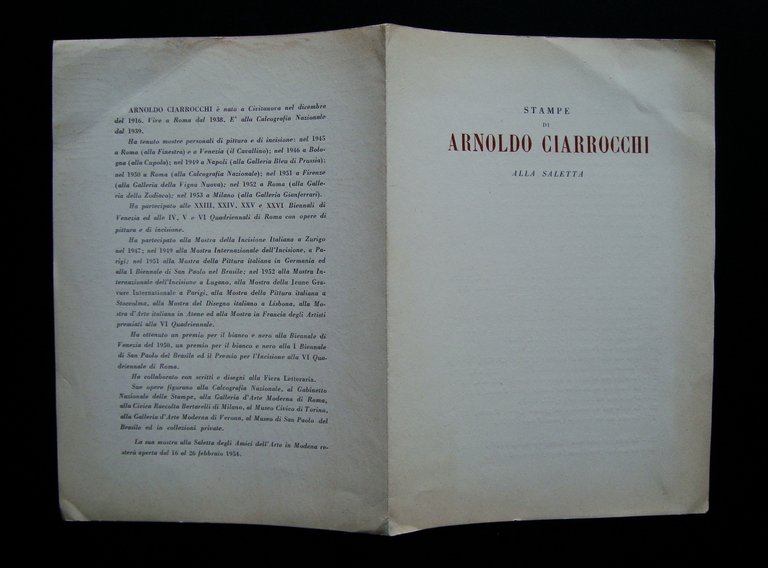 ARNOLDO CIARROCCHI è nato a Civitanova nel dicembre
del 1916. Vive a Roma dal 1938. E' alla Calcografia Nazionale
dal 1939.
Ha tenuto mostre personali di pittura e di incisione: nel 1945
a Roma (alla Finestra) e a Venezia (il Cavallino); nel 1946 a Bolo-
gna (alla Cupola); nel 1949 a Napoli (alla Galleria Bleu di Prussia);
nel 1950 a Roma (alla Calcografia Nazionale); nel 1951 a Firenze
(alla Galleria della Vigna Nuova); nel 1952 a Roma (alla Galle-
ria dello Zodiaco); nel 1953 a Milano (alla Galleria Gianferrari).
Ha partecipato alle XXIII, XXIV, XXV e XXVI Biennali di
Venezia ed alle IV, V e VI Quadriennali di Roma con opere di
pittura e di incisione.
Ha partecipato alla Mostra della Incisione Italiana a Zurigo
nel 1947; nel 1949 alla Mostra Internazionale dell'Incisione, a Pa-
rigi; nel 1951 alla Mostra della Pittura italiana in Germania ed
alla I Biennale di San Paolo nel Brasile; nel 1952 alla Mostra In-
ternazionale dell'Incisione a Lugano, alla Mostra della Jeune Gra-
vure Internazionale a Parigi, alla Mostra della Pittura italiana a
Stoccolma, alla Mostra del Disegno italiano a Lisbona, alla Mo-
stra d'Arte italiana in Atene ed alla Mostra in Francia degli Artisti
premiati alla VI Quadriennale.
Ha ottenuto un premio per il bianco e nero alla Biennale di
Venezia del 1950, un premio per il bianco e nero alla I Biennale
di San Paolo del Brasile ed il Premio per l'Incisione alla VI Qua-
driennale di Roma.
Ha collaborato con scritti e disegni alla Fiera Letteraria.
Sue opere figurano alla Calcografia Nazionale, al Gabinetto
Nazionale delle Stampe, alla Galleria d'Arte Moderna di Roma,
alla Civica Raccolta Bertarelli di Milano, al Museo Civico di Torino,
alla Galleria d'Arte Moderna di Verona, al Museo di San Paolo del
Brasile ed in collezioni private.
La sua mostra alla Saletta degli Amici dell'Arte in Modena re-
sterà aperta dal 16 al 26 febbraio 1954.
STAMPE
DI
ARNOLDO CIARROCCHI
ALLA SALETTA